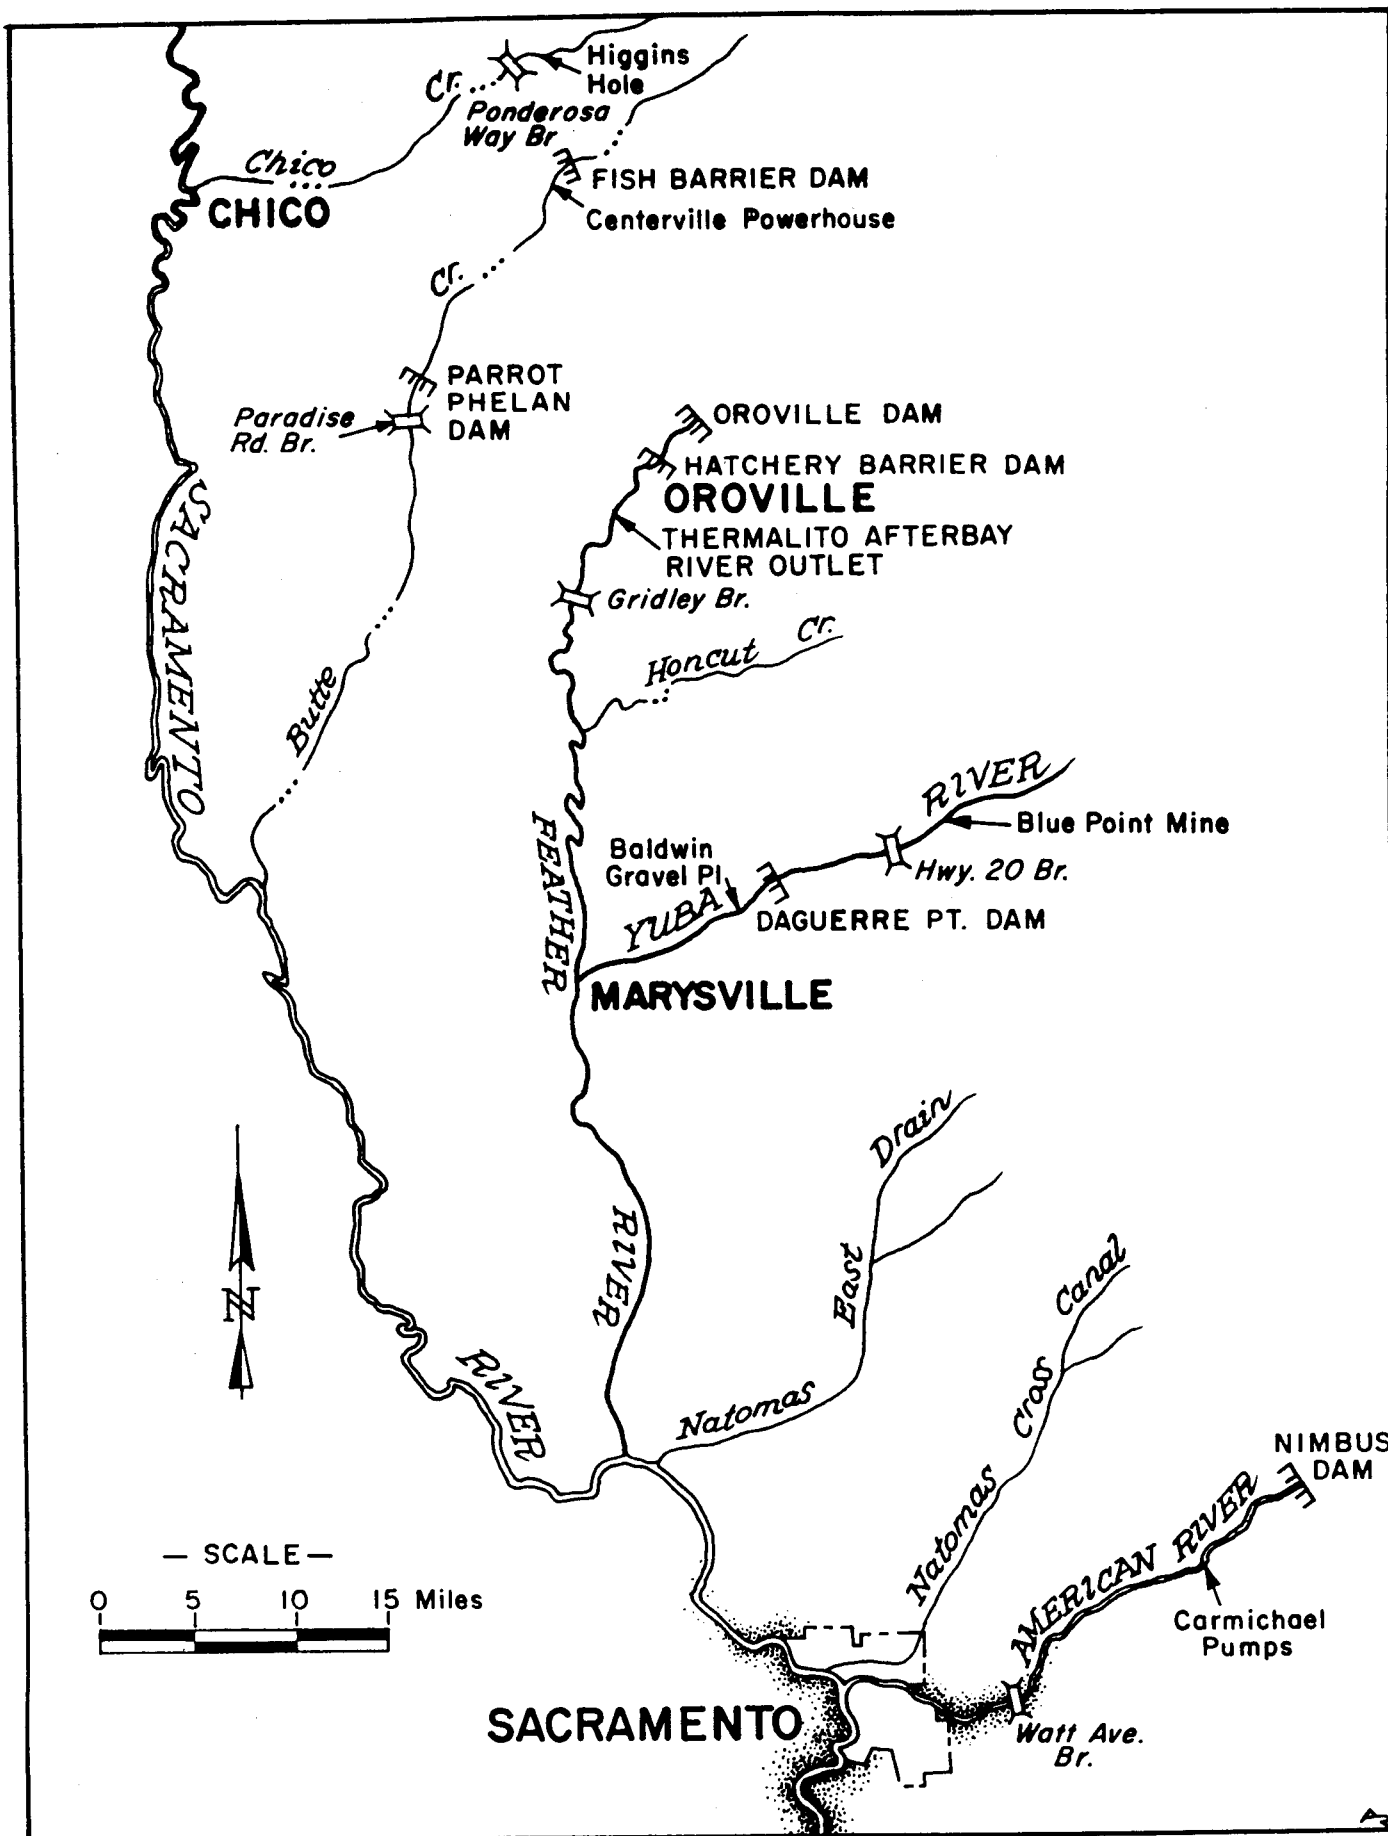 Higgins
Hole
Cr.
Ponderosa
Way Br
Chico
FISH BARRIER DAM
CHICO
Centerville Powerhouse
Cr.
PARROT
PHELAN
DAM
Paradise
Rd. Br.
OROVILLE DAM
HATCHERY BARRIER DAM
OROVILLE
THERMALITO AFTERBAY
RIVER OUTLET
Gridley Br.
SACRAMENTO
Honcut Cr.
Butte
RIVER
Blue Point Mine
Baldwin
Gravel Pl.
Hwy. 20 Br.
FEATHER
YUBA
DAGUERRE PT. DAM
MARYSVILLE
Drain
N
RIVER
East
Canal
RIVER
Natomas
Cross
NIMBUS
DAM
Natomas
AMERICAN RIVER
— SCALE —
0 5 10 15 Miles
Carmichael
Pumps
SACRAMENTO
Watt Ave.
Br.